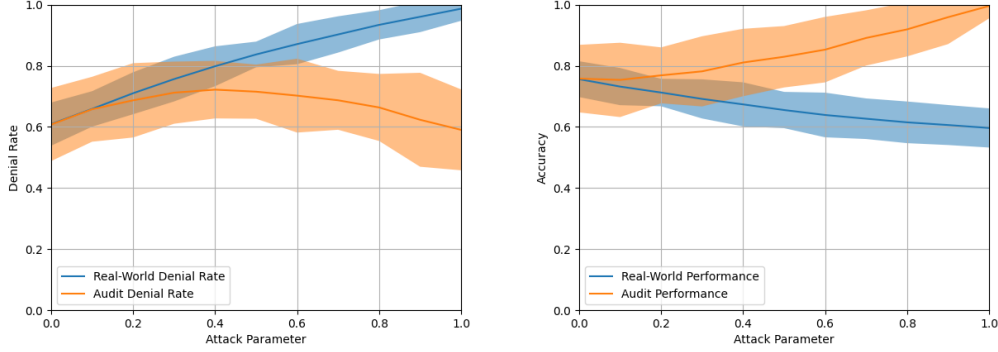 1.0
0.8
0.6
0.4
0.2
0.0
Denial Rate
Real-World Denial Rate
Audit Denial Rate
0.0 0.2 0.4 0.6 0.8 1.0
Attack Parameter
1.0
0.8
0.6
0.4
0.2
0.0
Accuracy
Real-World Performance
Audit Performance
0.0 0.2 0.4 0.6 0.8 1.0
Attack Parameter